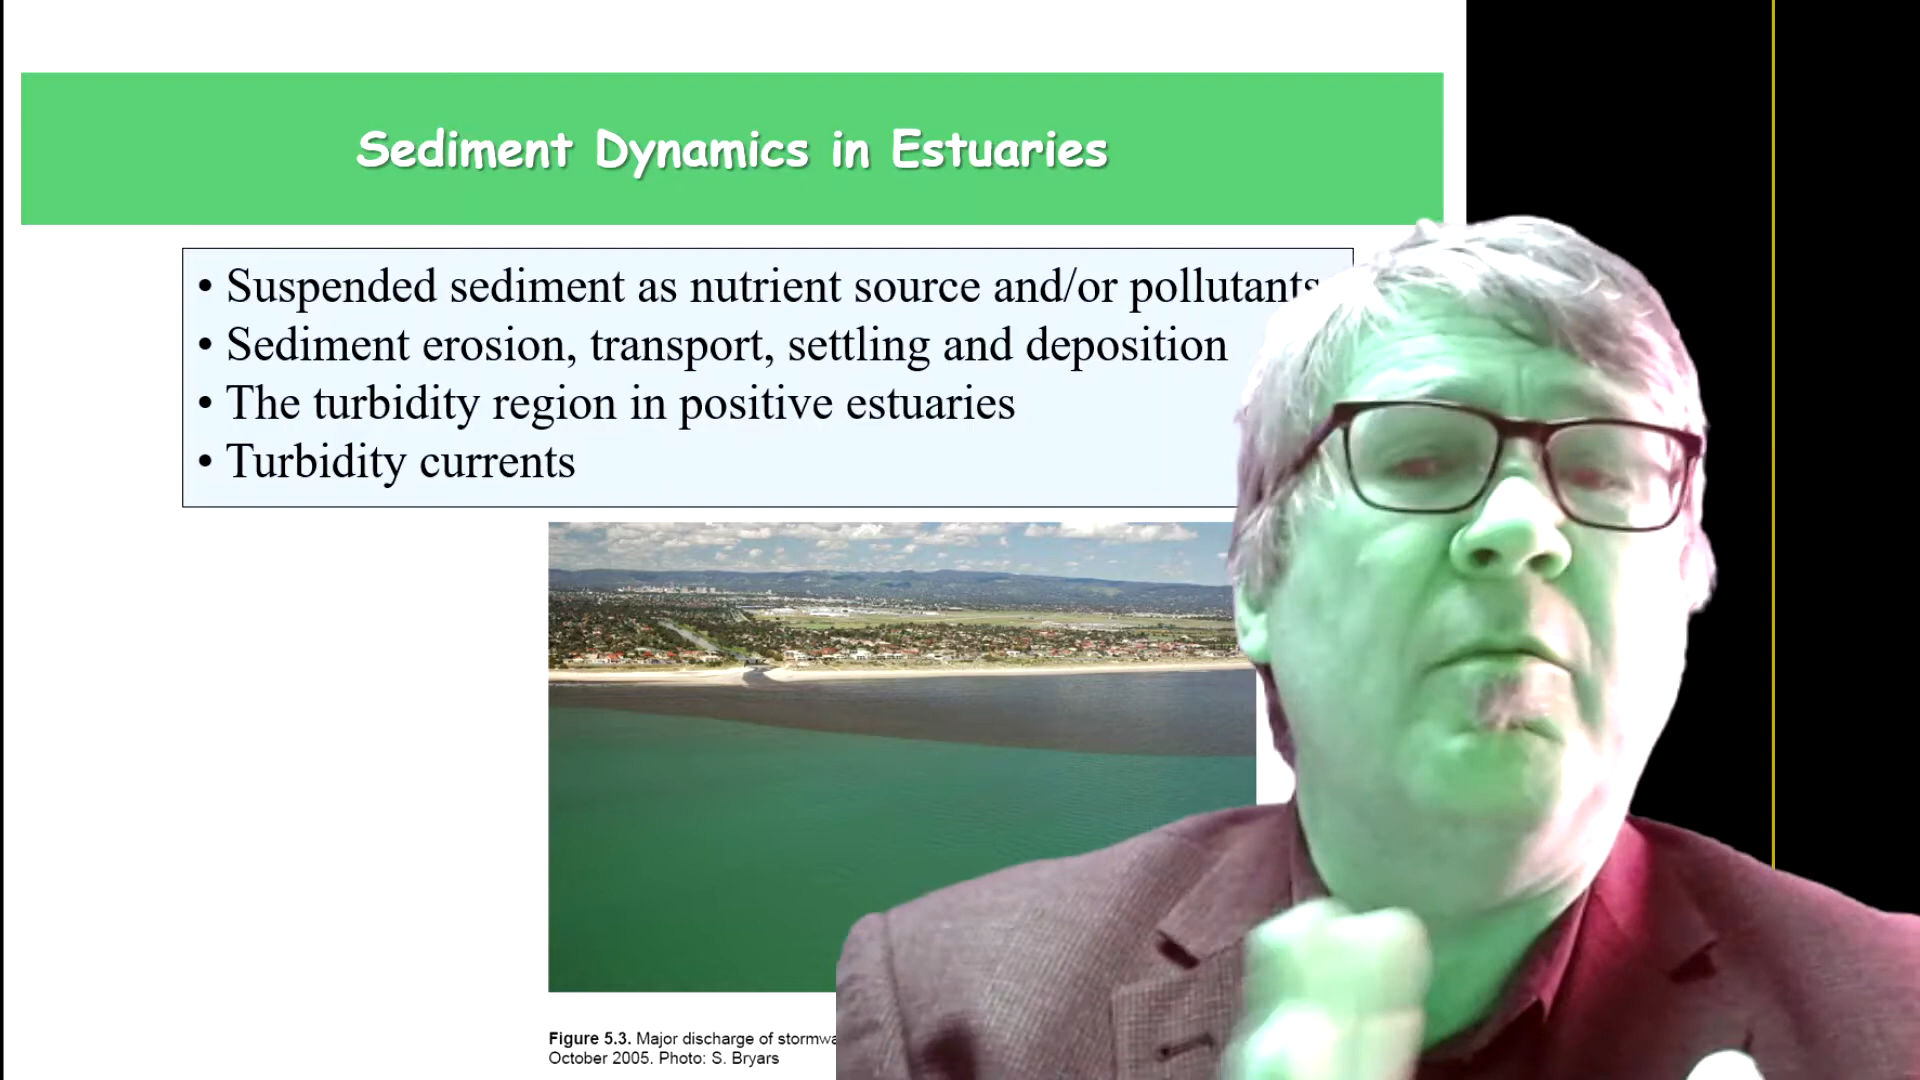 Sediment Dynamics in Estuaries
• Suspended sediment as nutrient source and/or pollutants
• Sediment erosion, transport, settling and deposition
• The turbidity region in positive estuaries
• Turbidity currents
Figure 5.3. Major discharge of
October 2005. Photo: S. Bryars